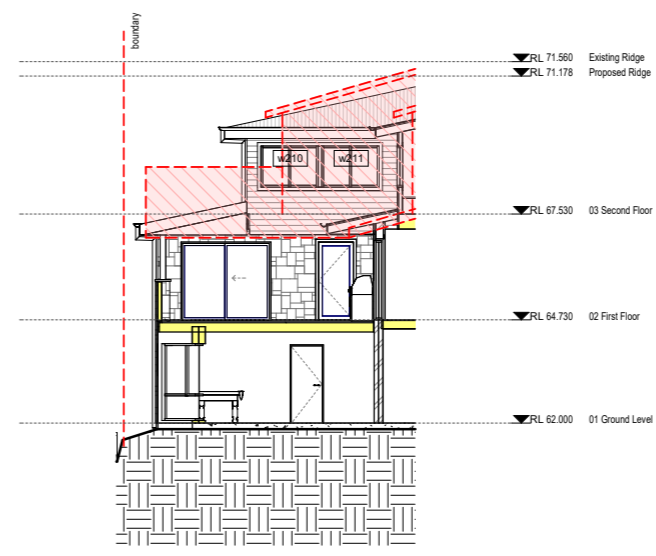 boundary
RL 71.560 Existing Ridge
RL 71.178 Proposed Ridge
w210 w211
RL 67.530 03 Second Floor
RL 64.730 02 First Floor
RL 62.000 01 Ground Level